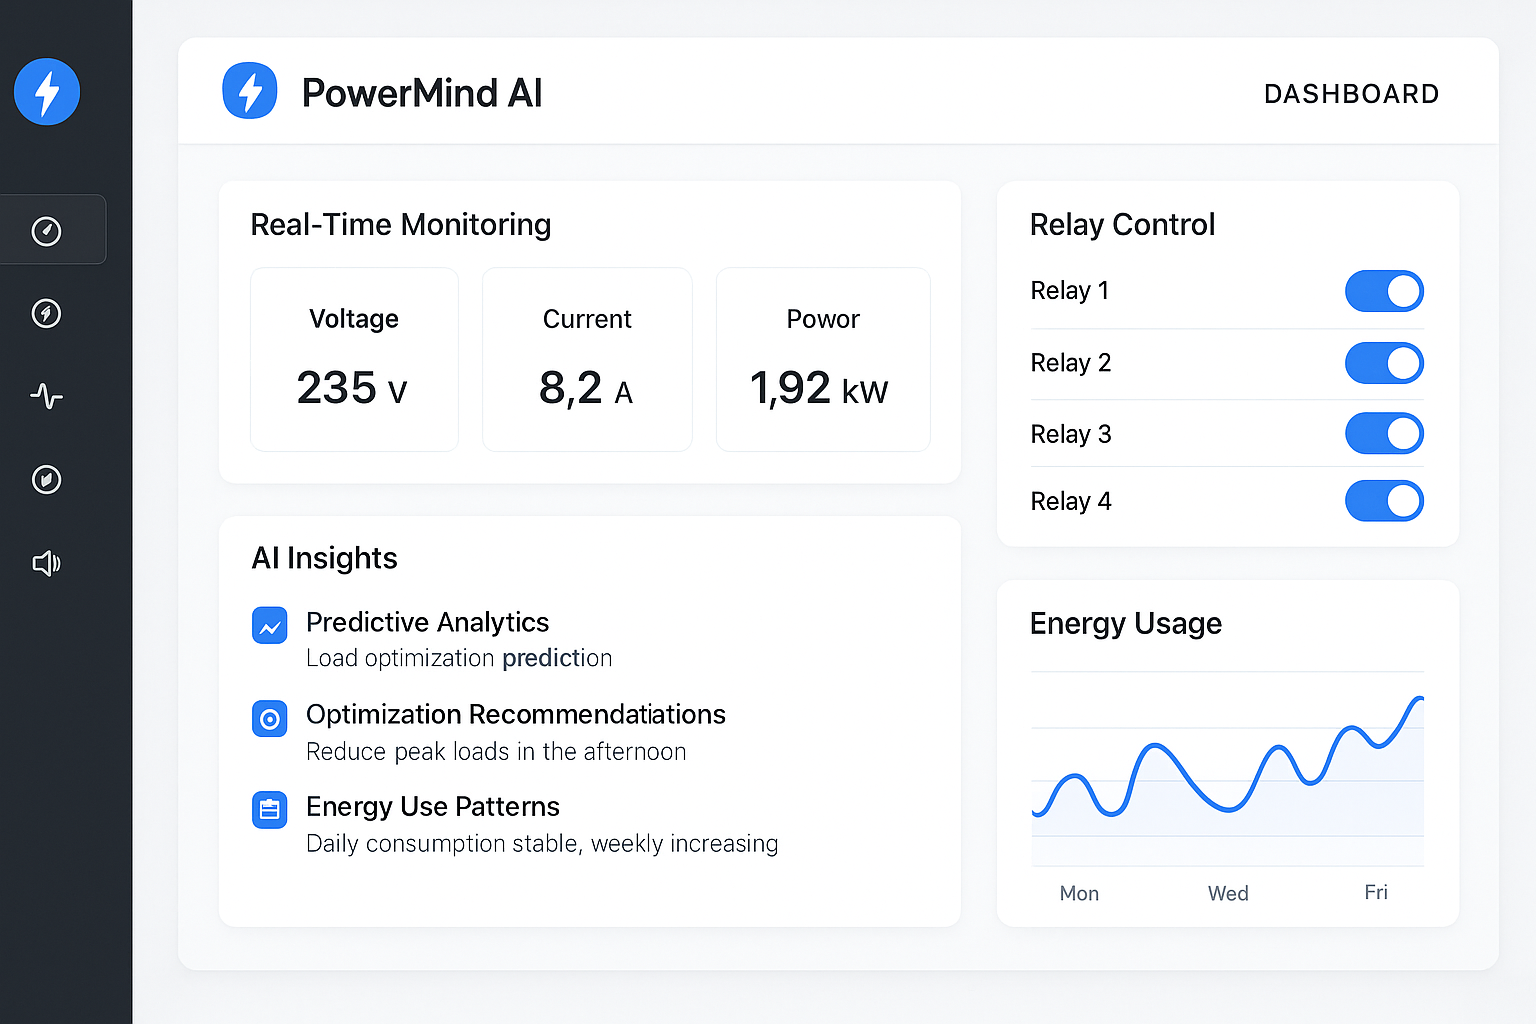 PowerMind AI
DASHBOARD
Real-Time Monitoring
Voltage
235 V
Current
8,2 A
Powor
1,92 kW
Relay Control
Relay 1
Relay 2
Relay 3
Relay 4
AI Insights
Predictive Analytics
Load optimization prediction
Optimization Recommendatiations
Reduce peak loads in the afternoon
Energy Use Patterns
Daily consumption stable, weekly increasing
Energy Usage
Mon Wed Fri